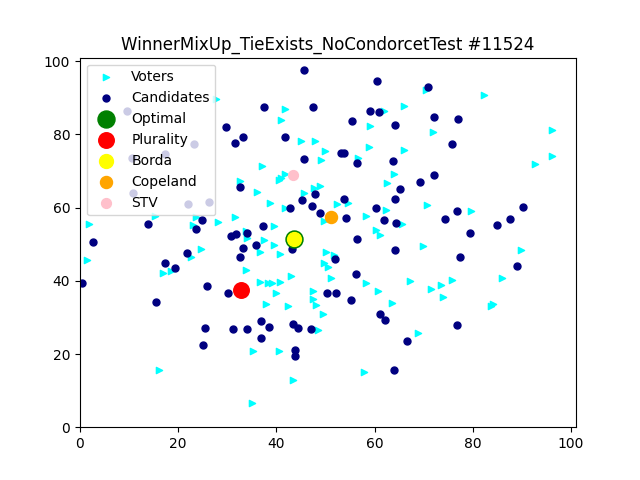 WinnerMixUp_TieExists_NoCondorcetTest #11524
100
80
60
40
20
0
0
20
40
60
80
100
Voters
Candidates
Optimal
Plurality
Borda
Copeland
STV